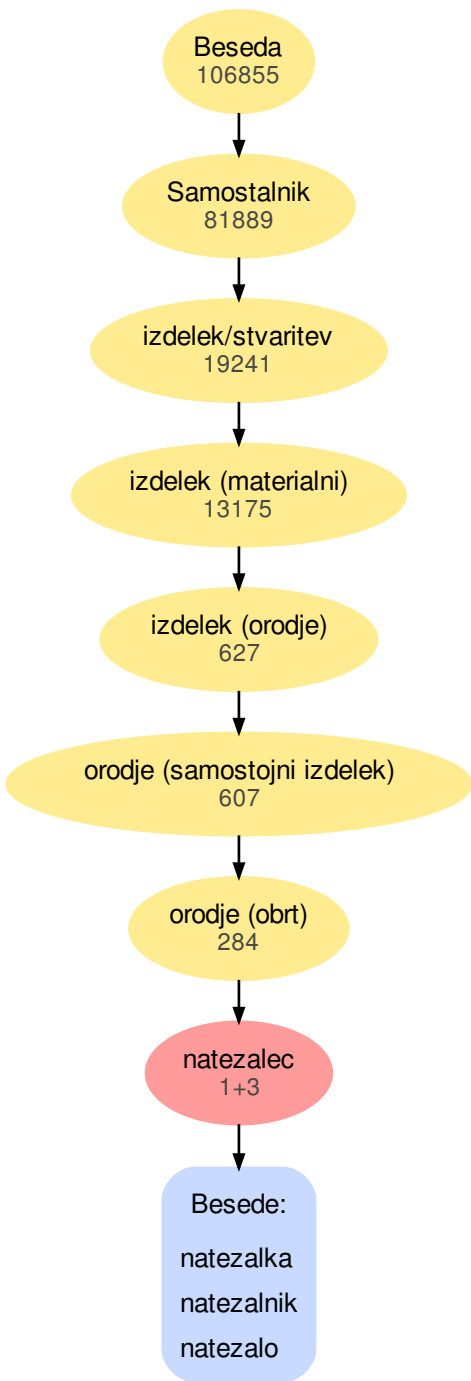 Beseda
106855
Samostalnik
81889
izdelek/stvaritev
19241
izdelek (materialni)
13175
izdelek (orodje)
627
orodje (samostojni izdelek)
607
orodje (obrt)
284
natezalec
1+3
Besede:
natezalka
natezalnik
natezalo